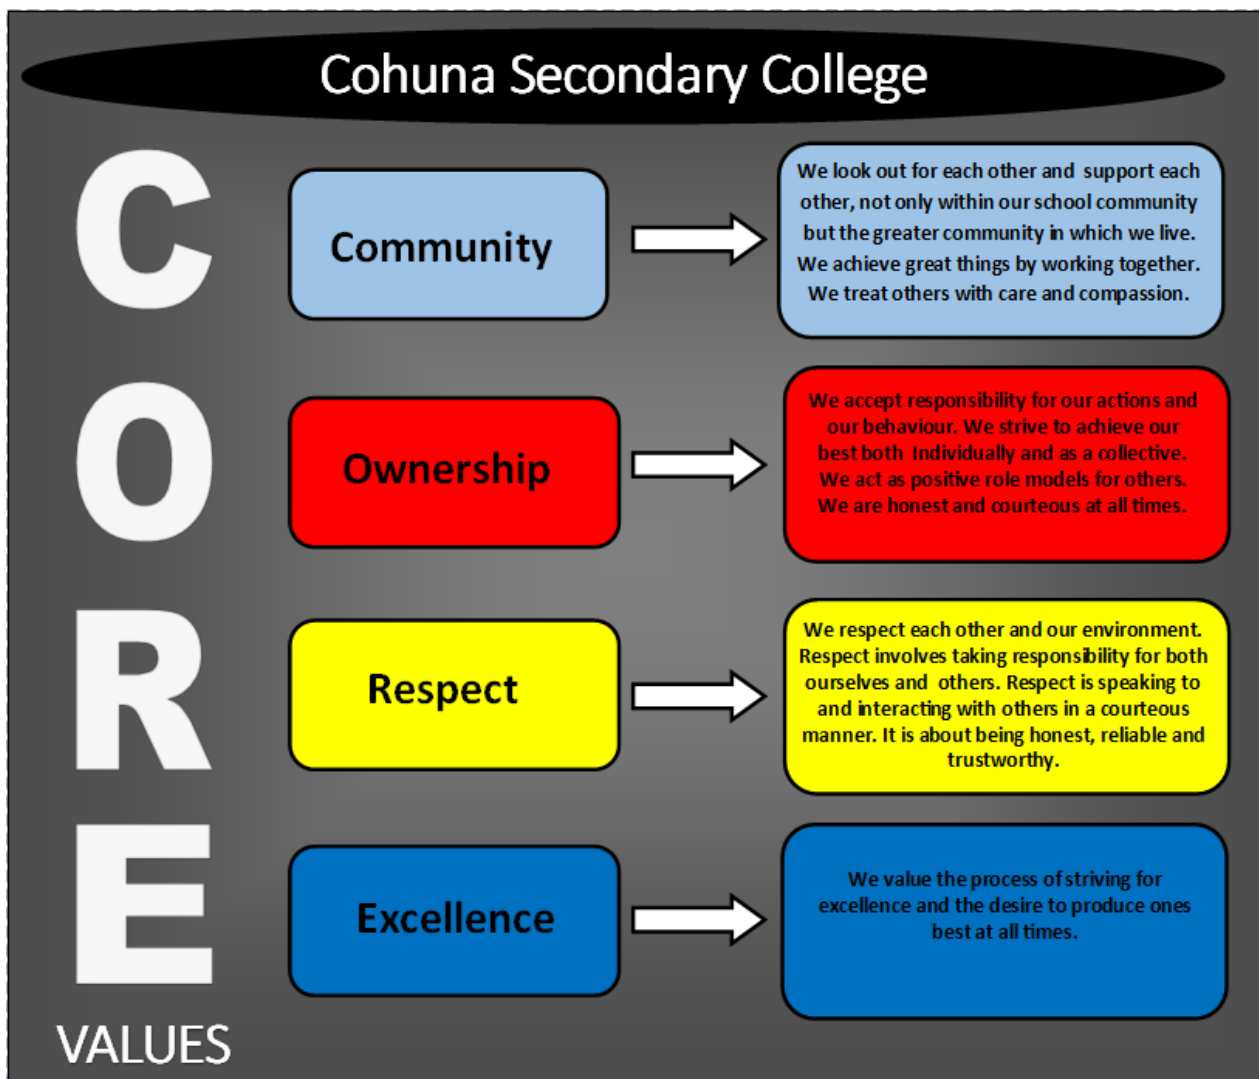 Cohuna Secondary College
C
Community
We look out for each other and support each
other, not only within our school community
but the greater community in which we live.
We achieve great things by working together.
We treat others with care and compassion.
O
Ownership
We accept responsibility for our actions and
our behaviour. We strive to achieve our
best both Individually and as a collective.
We act as positive role models for others.
We are honest and courteous at all times.
R
Respect
We respect each other and our environment.
Respect involves taking responsibility for both
ourselves and others. Respect is speaking to
and interacting with others in a courteous
manner. It is about being honest, reliable and
trustworthy.
E
Excellence
We value the process of striving for
excellence and the desire to produce ones
best at all times.
VALUES